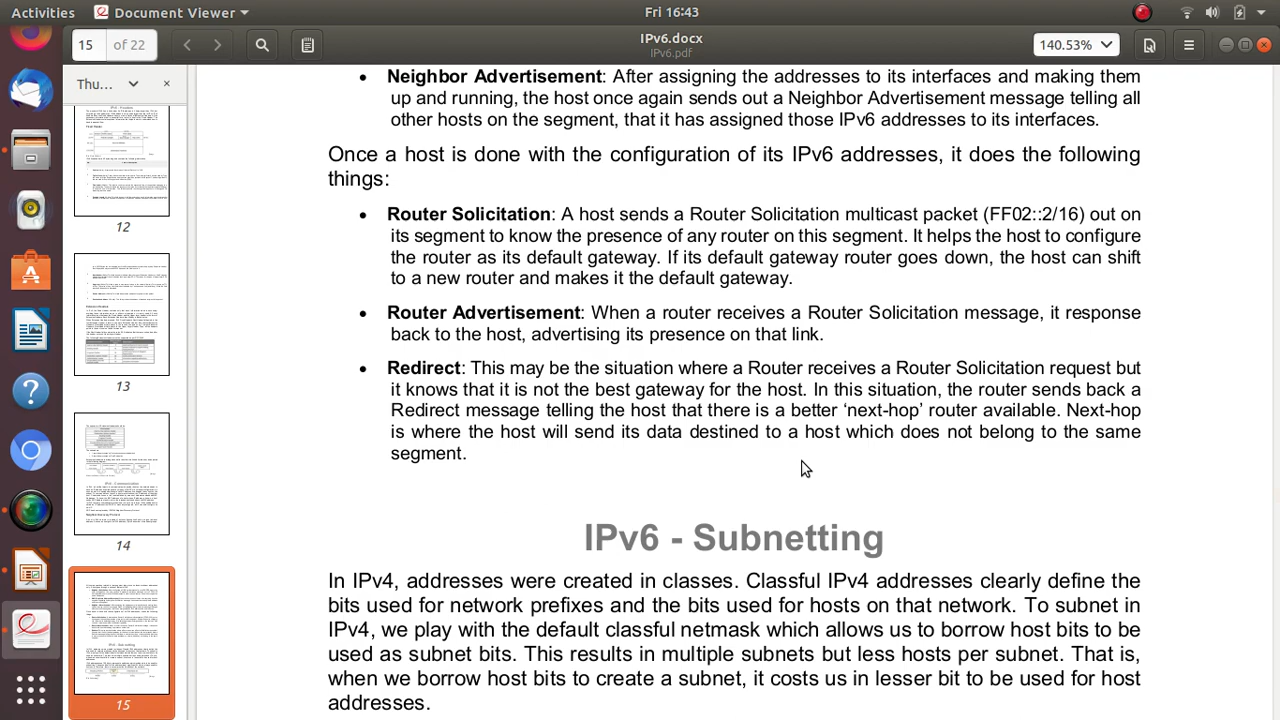 Activities Document Viewer Fri 16:43
15 of 22 IPv6.docx 140.53%
IPv6.pdf
Thu...
12
13
14
15
• Neighbor Advertisement: After assigning the addresses to its interfaces and making them
up and running, the host once again sends out a Neighbor Advertisement message telling all
other hosts on the segment, that it has assigned those IPv6 addresses to its interfaces.
Once a host is done with the configuration of its IPv6 addresses, it does the following
things:
• Router Solicitation: A host sends a Router Solicitation multicast packet (FF02::2/16) out on
its segment to know the presence of any router on this segment. It helps the host to configure
the router as its default gateway. If its default gateway router goes down, the host can shift
to a new router and makes it the default gateway.
• Router Advertisement: When a router receives a Router Solicitation message, it response
back to the host, advertising its presence on that link.
• Redirect: This may be the situation where a Router receives a Router Solicitation request but
it knows that it is not the best gateway for the host. In this situation, the router sends back a
Redirect message telling the host that there is a better ‘next-hop’ router available. Next-hop
is where the host will send its data destined to a host which does not belong to the same
segment.
IPv6 - Subnetting
In IPv4, addresses were created in classes. Classful IPv4 addresses clearly define the
bits used for network prefixes and the bits used for hosts on that network. To subnet in
IPv4, we play with the default classful netmask which allows us to borrow host bits to be
used as subnet bits. This results in multiple subnets but less hosts per subnet. That is,
when we borrow host bits to create a subnet, it costs us in lesser bit to be used for host
addresses.